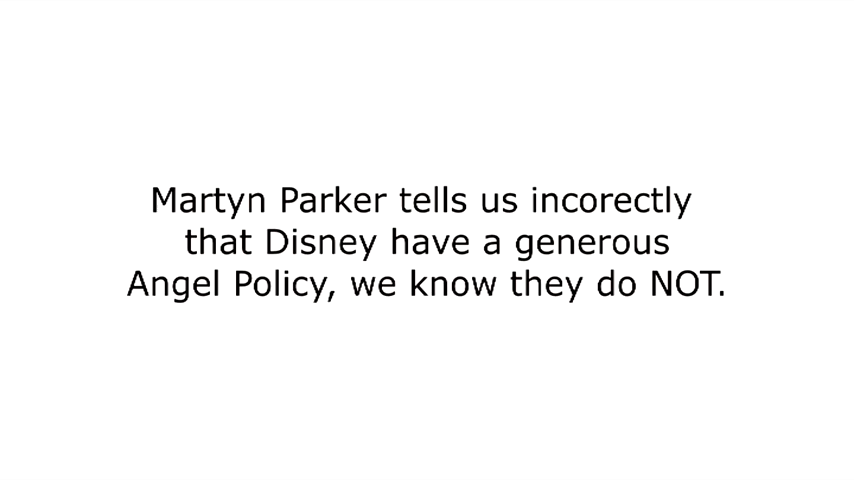 Martyn Parker tells us incorectly
that Disney have a generous
Angel Policy, we know they do NOT.